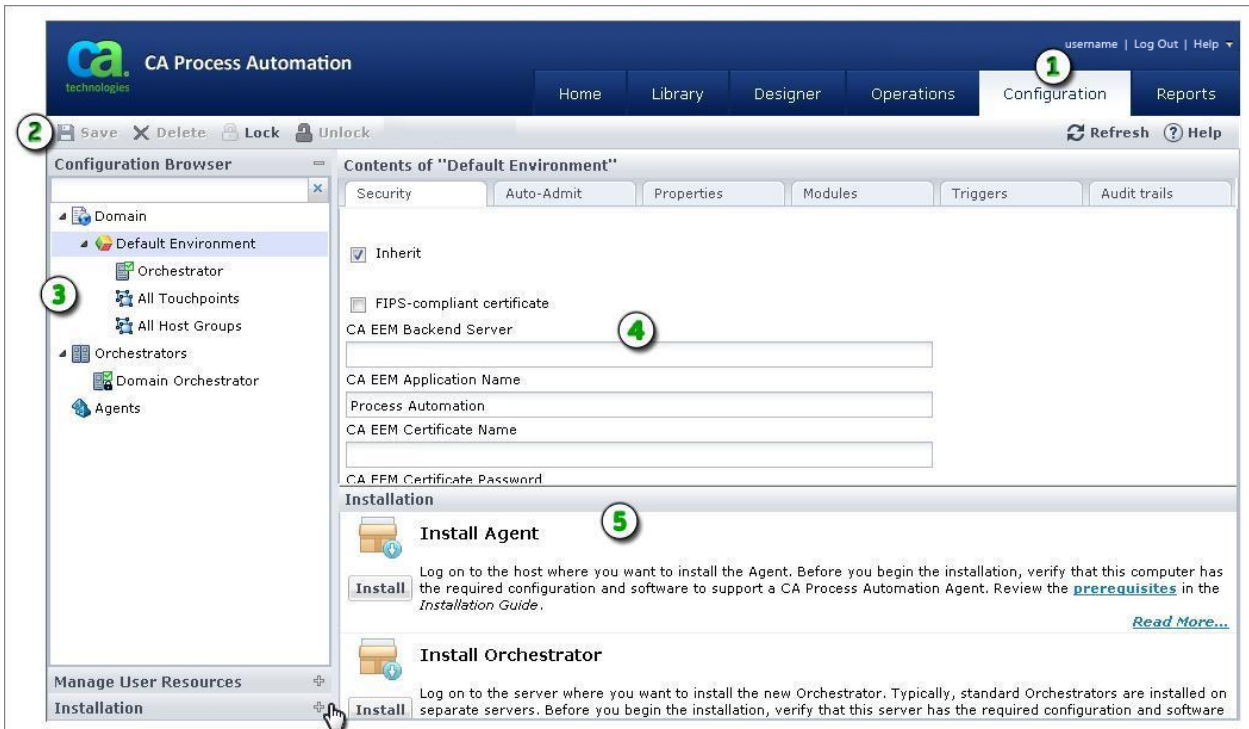 username | Log Out | Help
ca.
technologies
CA Process Automation
1
Home Library Designer Operations Configuration Reports
2
Save Delete Lock Unlock
Refresh ? Help
Configuration Browser
Domain
Default Environment
Orchestrator
3
All Touchpoints
All Host Groups
Orchestrators
Domain Orchestrator
Agents
Manage User Resources
Installation
Contents of "Default Environment"
Security Auto-Admit Properties Modules Triggers Audit trails
Inherit
FIPS-compliant certificate
CA EEM Backend Server
4
CA EEM Application Name
Process Automation
CA EEM Certificate Name
CA EEM Certificate Password
Installation
5
Install Agent
Install
Log on to the host where you want to install the Agent. Before you begin the installation, verify that this computer has
the required configuration and software to support a CA Process Automation Agent. Review the prerequisites in the
Installation Guide.
Read More...
Install Orchestrator
Install
Log on to the server where you want to install the new Orchestrator. Typically, standard Orchestrators are installed on
separate servers. Before you begin the installation, verify that this server has the required configuration and software